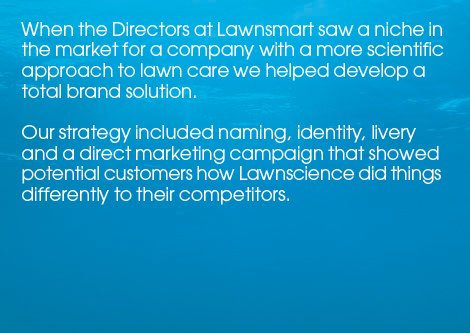 When the Directors at Lawnsmart saw a niche in
the market for a company with a more scientific
approach to lawn care we helped develop a
total brand solution.
Our strategy included naming, identity, livery
and a direct marketing campaign that showed
potential customers how Lawnscience did things
differently to their competitors.